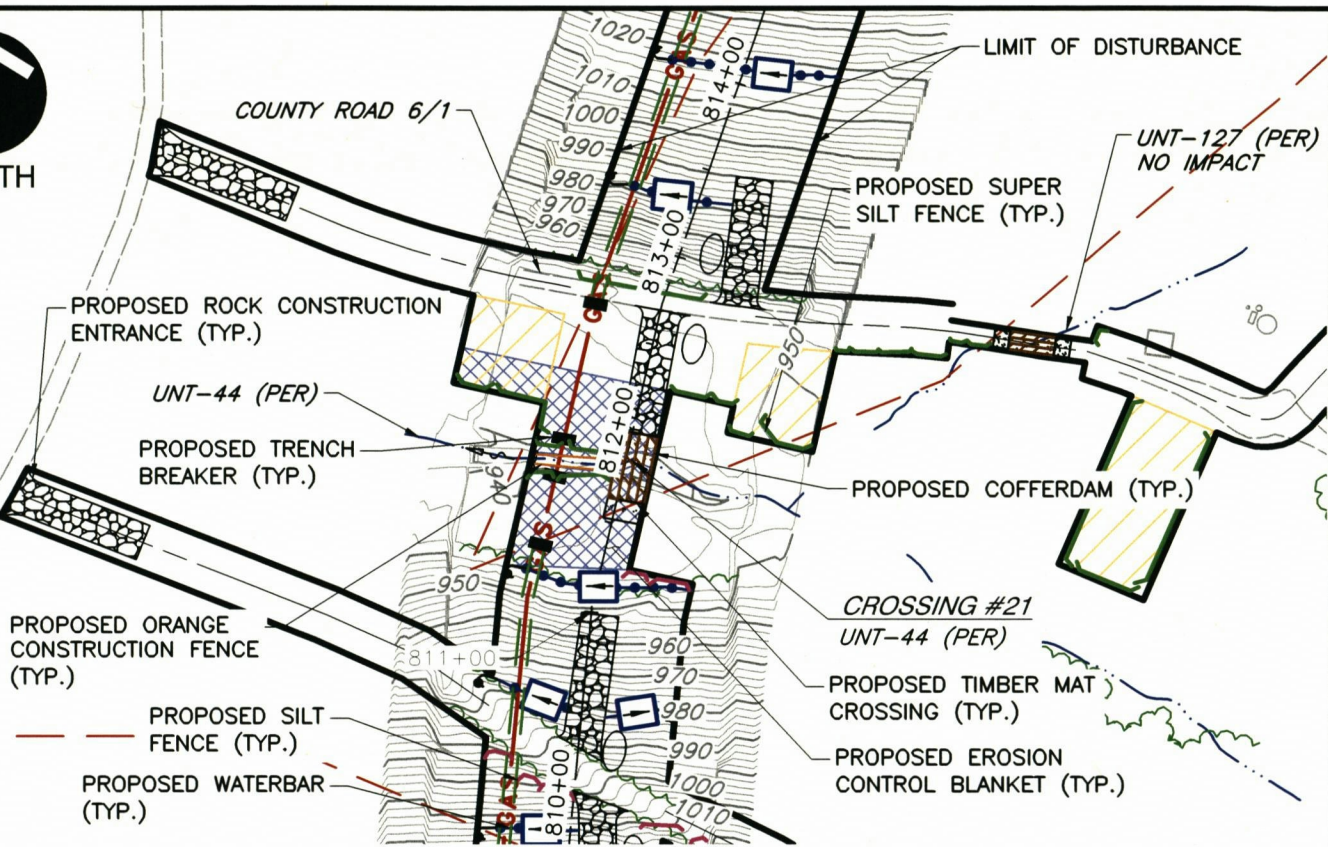 1020
1010
1000
990
980
970
960
GAS
814+00
LIMIT OF DISTURBANCE
COUNTY ROAD 6/1
TH
UNT-127 (PER)
NO IMPACT
PROPOSED SUPER
SILT FENCE (TYP.)
813+00
PROPOSED ROCK CONSTRUCTION
ENTRANCE (TYP.)
950
UNT-44 (PER)
812+00
PROPOSED TRENCH
BREAKER (TYP.)
940
PROPOSED COFFERDAM (TYP.)
950
CROSSING #21
UNT-44 (PER)
PROPOSED ORANGE
CONSTRUCTION FENCE
(TYP.)
811+00
960
970
980
990
1000
1010
PROPOSED TIMBER MAT
CROSSING (TYP.)
PROPOSED SILT
FENCE (TYP.)
PROPOSED EROSION
CONTROL BLANKET (TYP.)
PROPOSED WATERBAR
(TYP.)
GAS
810+00